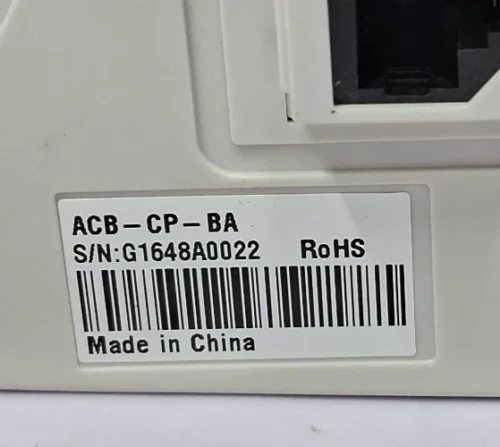 ACB-CP-BA
S/N:G1648A0022 RoHS
Made in China